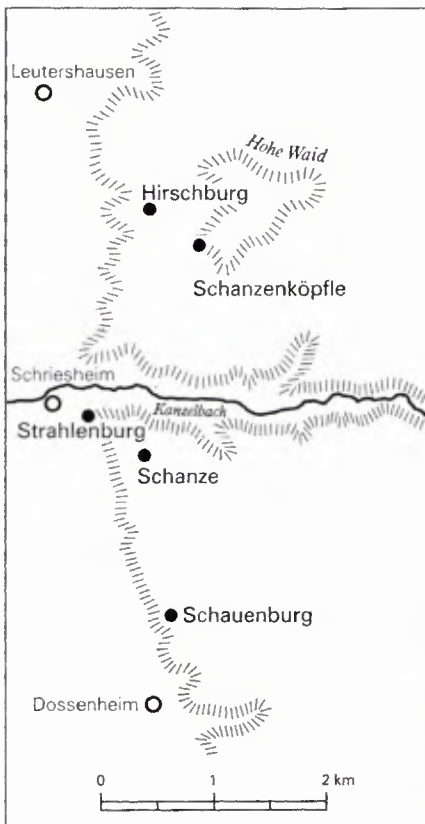 Leutershausen
Hohe Waid
Hirschburg
Schanzenköpfle
Schriesheim
Kanzelbach
Strahlenburg
Schanze
Schauenburg
Dossenheim
0 1 2 km